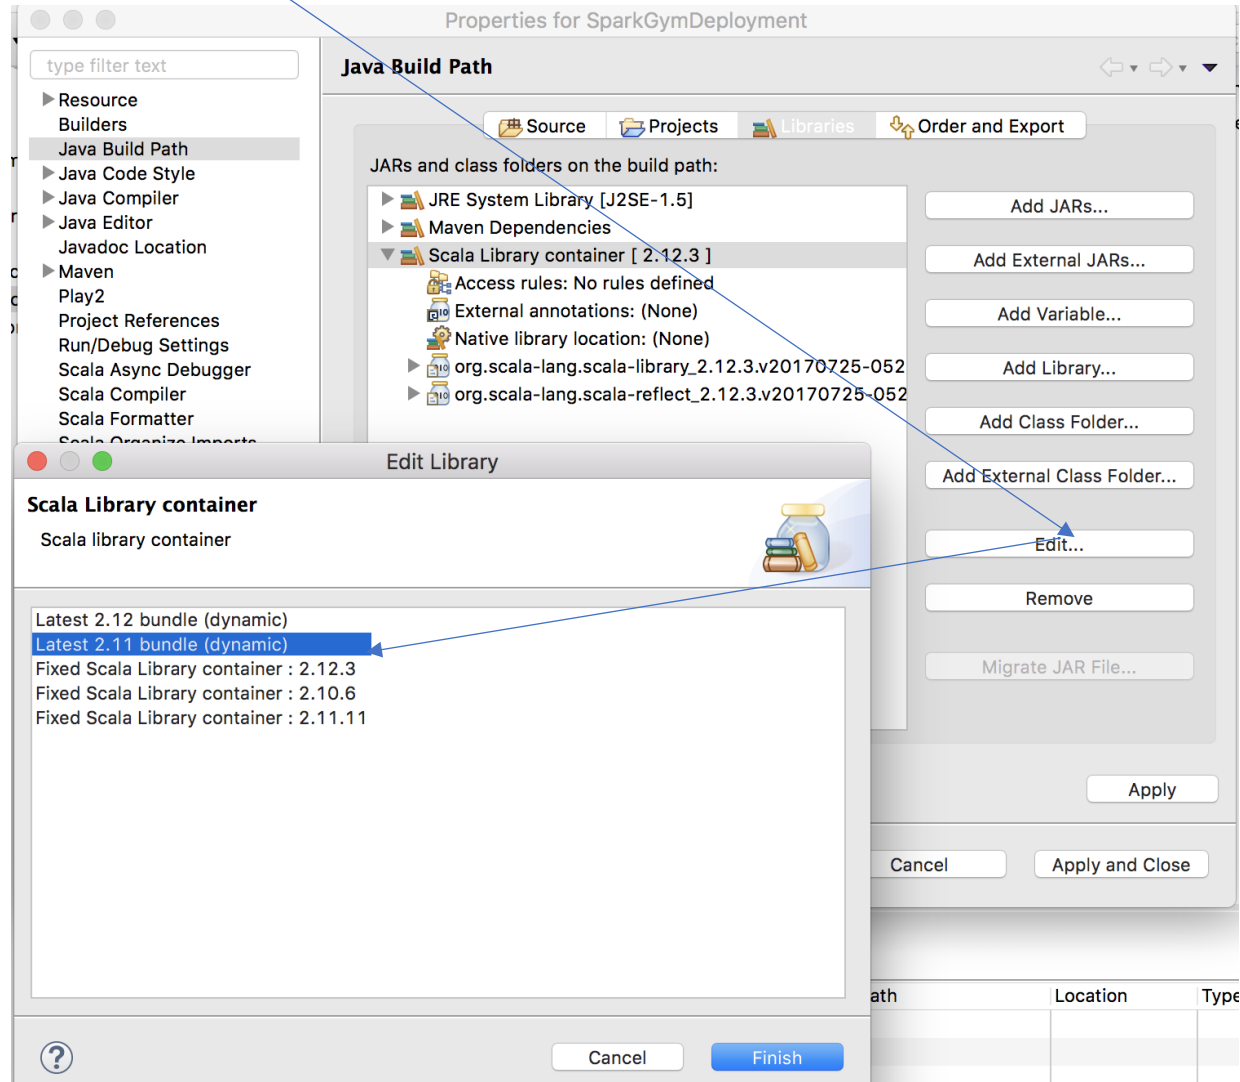 Properties for SparkGymDeployment
type filter text
Resource
Builders
Java Build Path
Java Code Style
Java Compiler
Java Editor
Javadoc Location
Maven
Play2
Project References
Run/Debug Settings
Scala Async Debugger
Scala Compiler
Scala Formatter
Scala Organize Imports
Java Build Path
Source Projects Libraries Order and Export
JARs and class folders on the build path:
JRE System Library [J2SE-1.5]
Maven Dependencies
Scala Library container [ 2.12.3 ]
Access rules: No rules defined
External annotations: (None)
Native library location: (None)
org.scala-lang.scala-library_2.12.3.v20170725-052
org.scala-lang.scala-reflect_2.12.3.v20170725-052
Add JARs...
Add External JARs...
Add Variable...
Add Library...
Add Class Folder...
Add External Class Folder...
Edit...
Remove
Migrate JAR File...
Apply
Cancel Apply and Close
Edit Library
Scala Library container
Scala library container
Latest 2.12 bundle (dynamic)
Latest 2.11 bundle (dynamic)
Fixed Scala Library container : 2.12.3
Fixed Scala Library container : 2.10.6
Fixed Scala Library container : 2.11.11
? Cancel Finish
ath Location Type